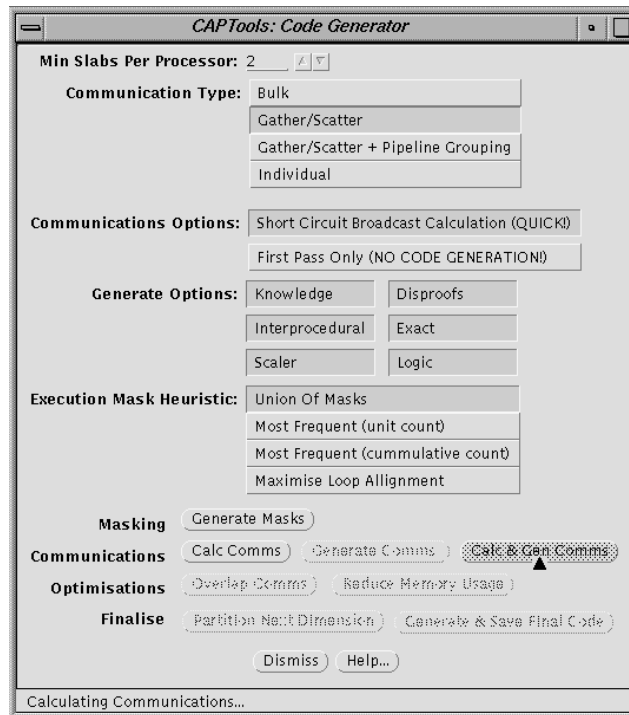 CAPTools: Code Generator
Min Slabs Per Processor: 2
Communication Type: Bulk
Gather/Scatter
Gather/Scatter + Pipeline Grouping
Individual
Communications Options: Short Circuit Broadcast Calculation (QUICK!)
First Pass Only (NO CODE GENERATION!)
Generate Options: Knowledge Disproofs
Interprocedural Exact
Scaler Logic
Execution Mask Heuristic: Union Of Masks
Most Frequent (unit count)
Most Frequent (cummulative count)
Maximise Loop Allignment
Masking Generate Masks
Communications Calc Comms Generate Comms Calc & Gen Comms
Optimisations Overlap Comms Reduce Memory Usage
Finalise Partition Next Dimension Generate & Save Final Code
Dismiss Help...
Calculating Communications...